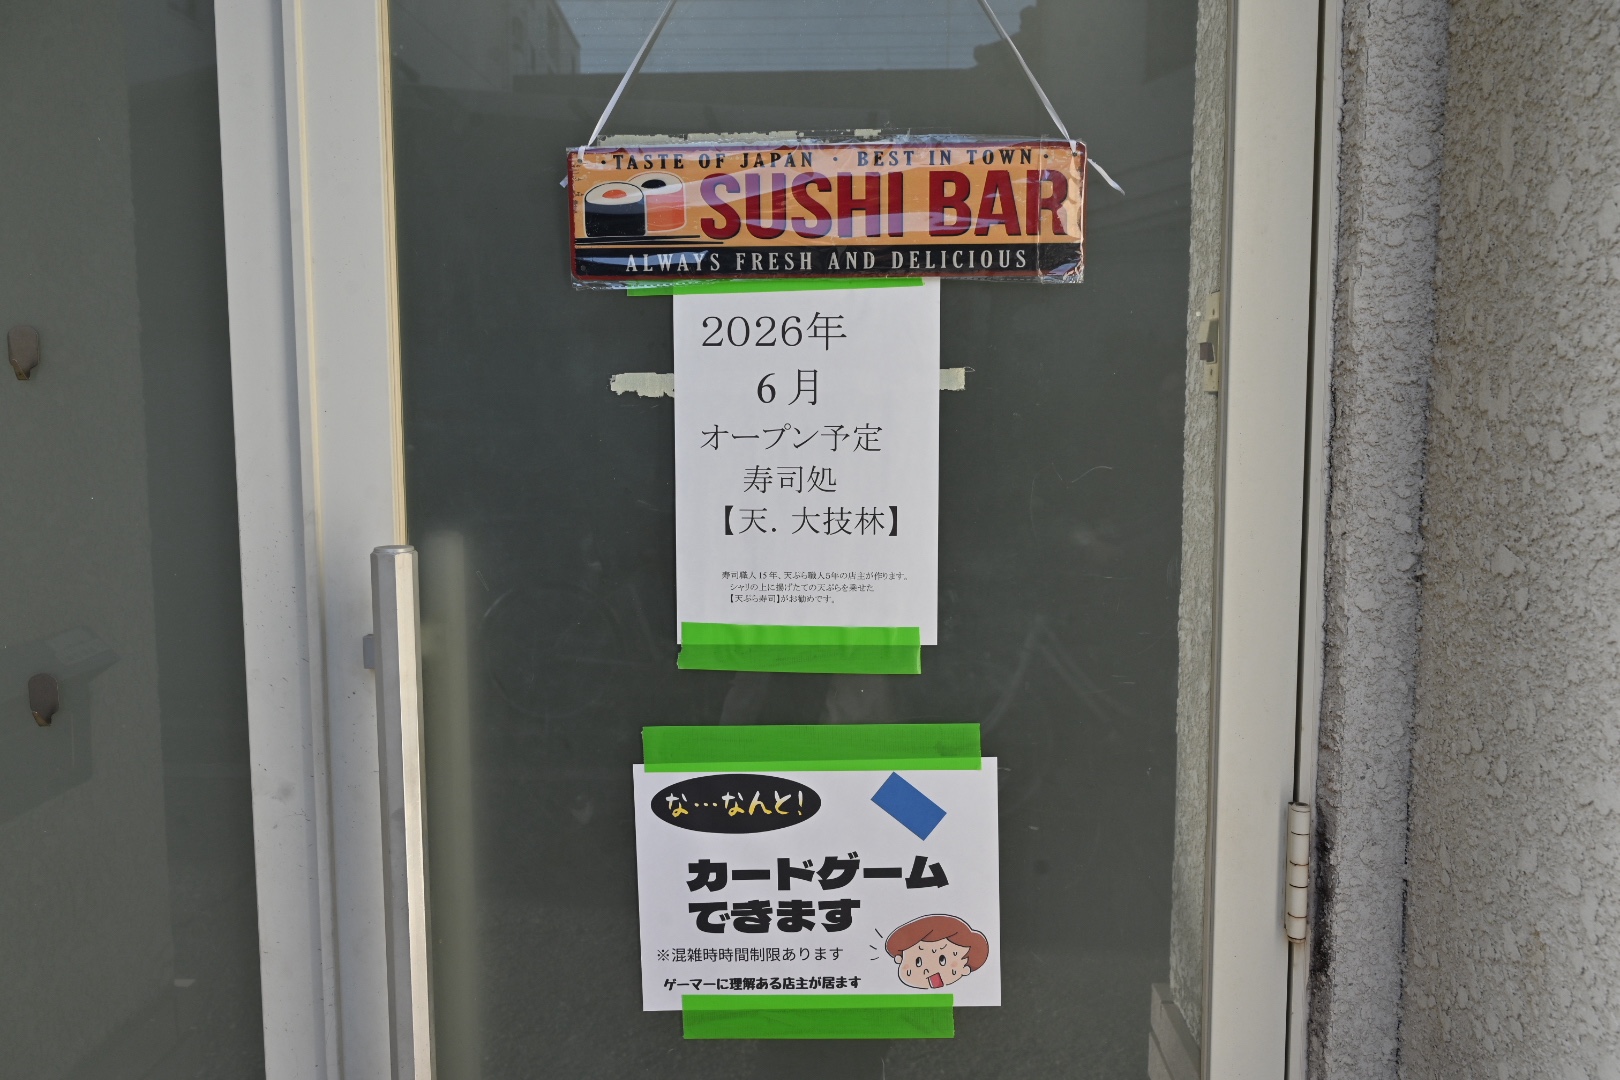 ・TASTE OF JAPAN ・ BEST IN TOWN・
SUSHI BAR
ALWAYS FRESH AND DELICIOUS
2026年
6月
オープン予定
寿司処
【天．大技林】
寿司職人15年、天ぷら職人5年の店主が作ります。
シャリの上に揚げたての天ぷらを乗せた
【天ぷら寿司】がお勧めです。
な…なんと!
カードゲーム
できます
※混雑時時間制限あります
ゲーマーに理解ある店主が居ます